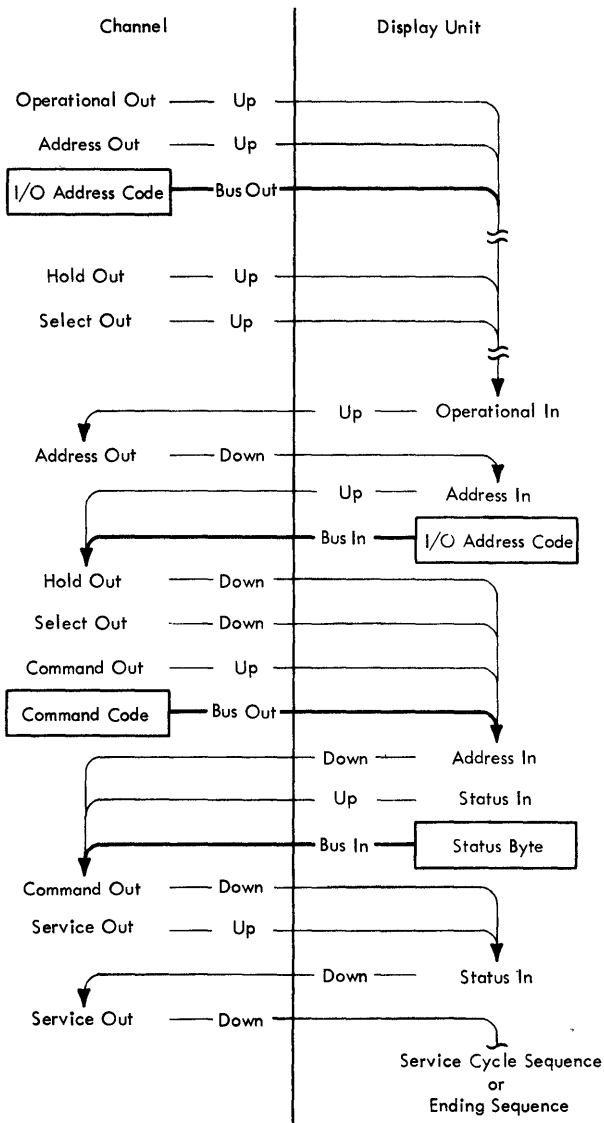 Channel Display Unit
Operational Out Up
Address Out Up
I/O Address Code Bus Out
Hold Out Up
Select Out Up
Up Operational In
Address Out Down
Up Address In
Bus In I/O Address Code
Hold Out Down
Select Out Down
Command Out Up
Command Code Bus Out
Down Address In
Up Status In
Bus In Status Byte
Command Out Down
Service Out Up
Down Status In
Service Out Down
Service Cycle Sequence
or
Ending Sequence